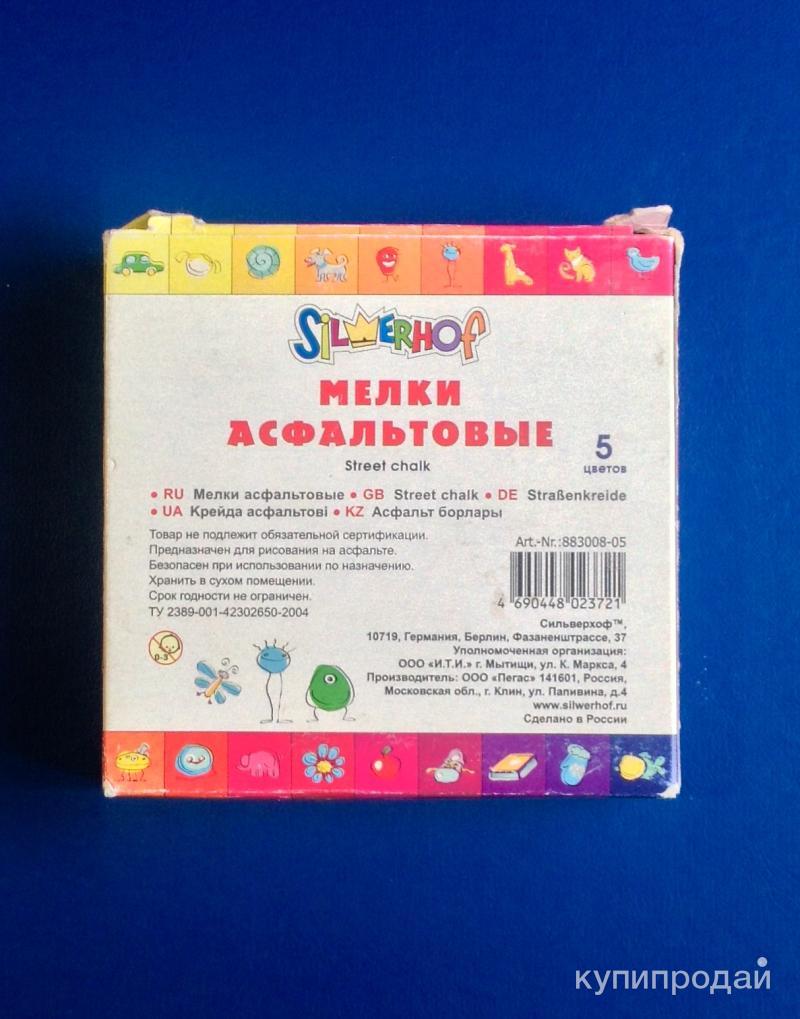 SILWERHOF
МЕЛКИ
АСФАЛЬТОВЫЕ
5
цветов
Street chalk
• RU Мелки асфальтовые • GB Street chalk • DE Straßenkreide
• UA Крейда асфальтові • KZ Асфальт борлары
Товар не подлежит обязательной сертификации.
Предназначен для рисования на асфальте.
Безопасен при использовании по назначению.
Хранить в сухом помещении.
Срок годности не ограничен.
ТУ 2389-001-42302650-2004
Art.-Nr.:883008-05
4 690448 023721
0-3
Сильверхоф™,
10719, Германия, Берлин, Фазаненштрассе, 37
Уполномоченная организация:
ООО «И.Т.И.» г. Мытищи, ул. К. Маркса, 4
Производитель: ООО «Пегас» 141601, Россия,
Московская обл., г. Клин, ул. Папивина, д.4
www.silwerhof.ru
Сделано в России
купипродай